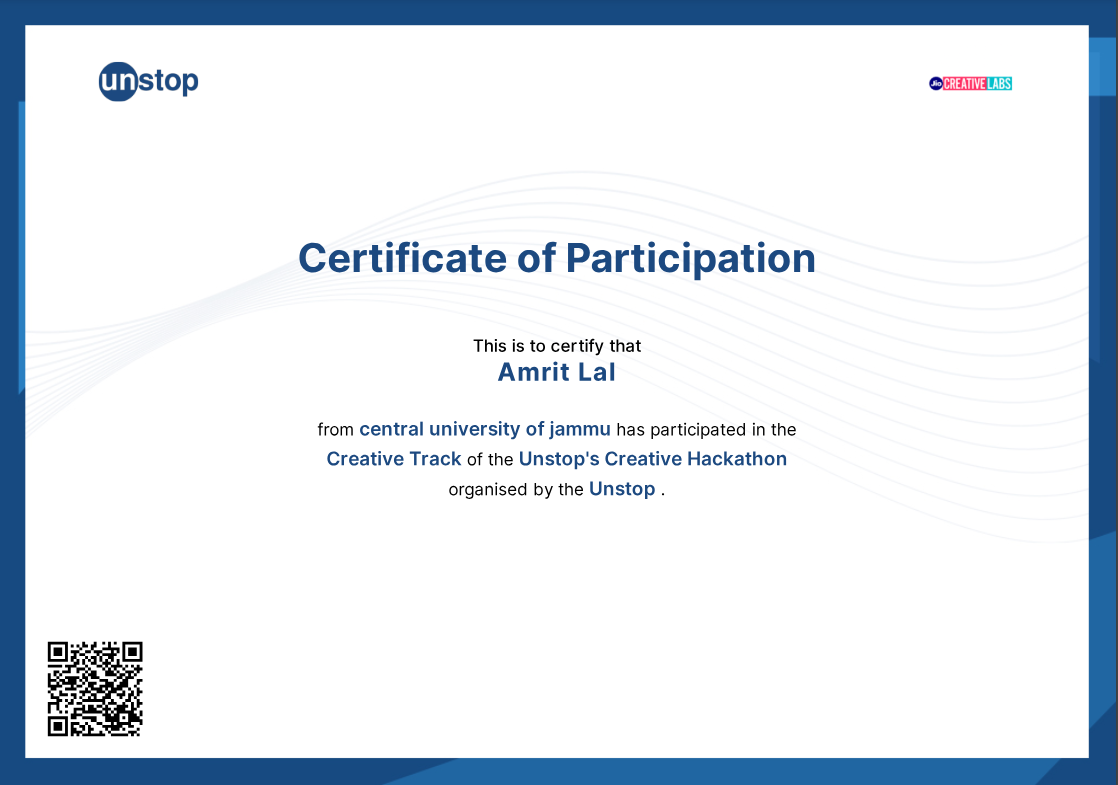 unstop
Jio CREATIVE LABS
Certificate of Participation
This is to certify that
Amrit Lal
from central university of jammu has participated in the
Creative Track of the Unstop's Creative Hackathon
organised by the Unstop .